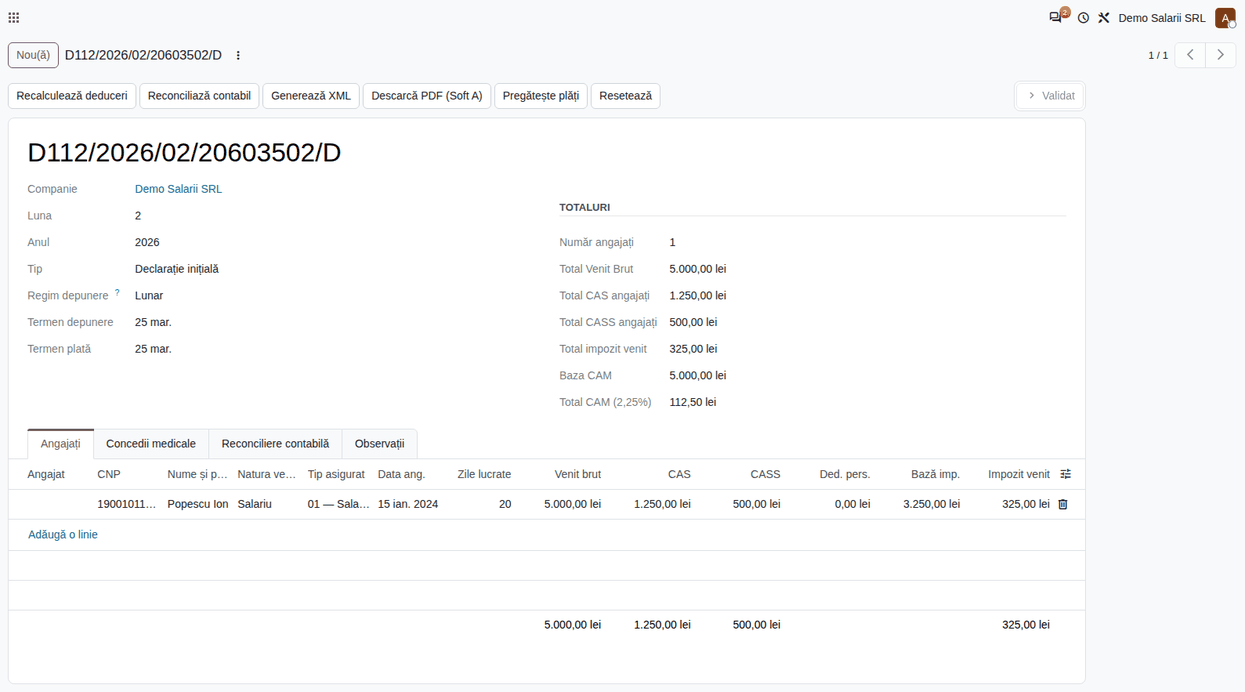 2
Demo Salarii SRL
A
Nou(ă)
D112/2026/02/20603502/D
1 / 1
Recalculează deduceri
Reconciliază contabil
Generează XML
Descarcă PDF (Soft A)
Pregătește plăți
Resetează
Validat
D112/2026/02/20603502/D
Companie Demo Salarii SRL
Luna 2
Anul 2026
Tip Declarație inițială
Regim depunere ? Lunar
Termen depunere 25 mar.
Termen plată 25 mar.
TOTALURI
Număr angajați 1
Total Venit Brut 5.000,00 lei
Total CAS angajați 1.250,00 lei
Total CASS angajați 500,00 lei
Total impozit venit 325,00 lei
Baza CAM 5.000,00 lei
Total CAM (2,25%) 112,50 lei
Angajați Concedii medicale Reconciliere contabilă Observații
Angajat CNP Nume și p… Natura ve… Tip asigurat Data ang. Zile lucrate Venit brut CAS CASS Ded. pers. Bază imp. Impozit venit
19001011… Popescu Ion Salariu 01 — Sala… 15 ian. 2024 20 5.000,00 lei 1.250,00 lei 500,00 lei 0,00 lei 3.250,00 lei 325,00 lei
Adăugă o linie
5.000,00 lei 1.250,00 lei 500,00 lei 325,00 lei